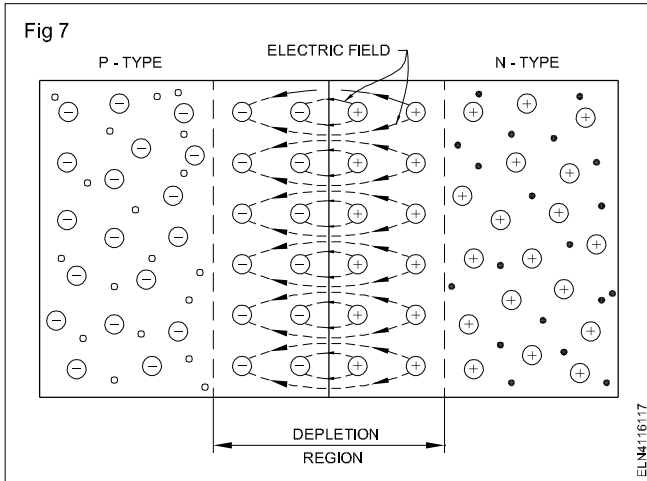 Fig 7
P - TYPE
ELECTRIC FIELD
N - TYPE
DEPLETION
REGION
ELN4116117